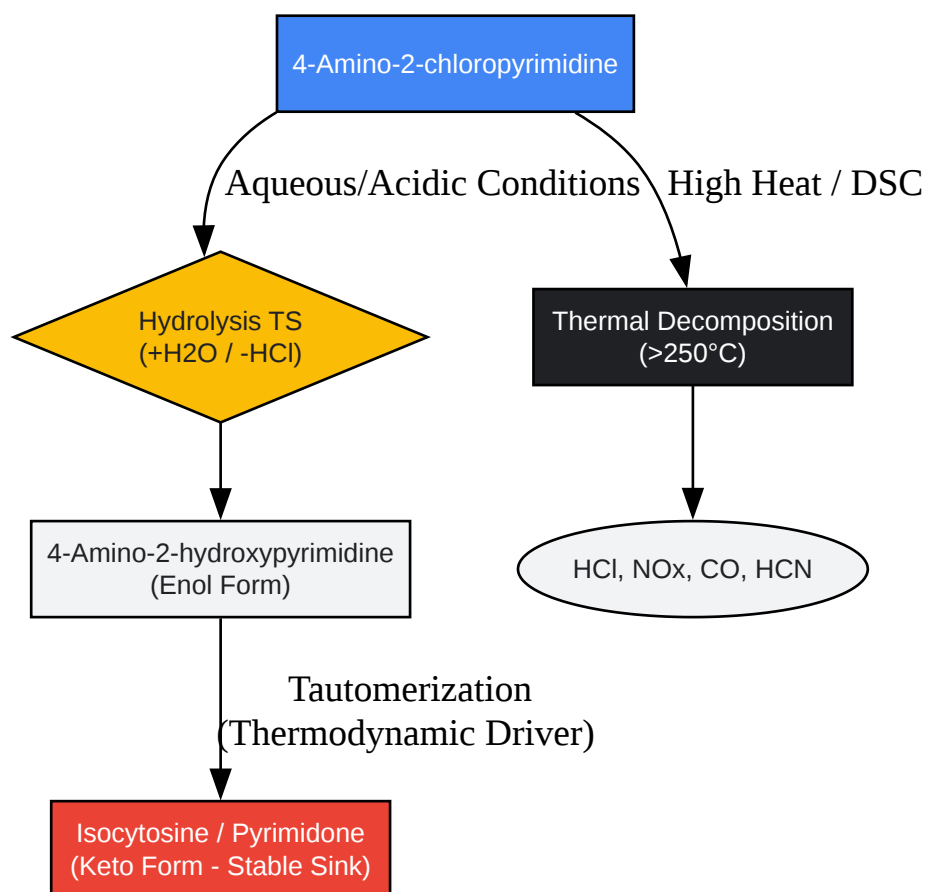 4-Amino-2-chloropyrimidine
Aqueous/Acidic Conditions
High Heat / DSC
Hydrolysis TS
(+H2O / -HCl)
Thermal Decomposition
(>250°C)
4-Amino-2-hydroxypyrimidine
(Enol Form)
HCl, NOx, CO, HCN
Tautomerization
(Thermodynamic Driver)
Isocytosine / Pyrimidone
(Keto Form - Stable Sink)